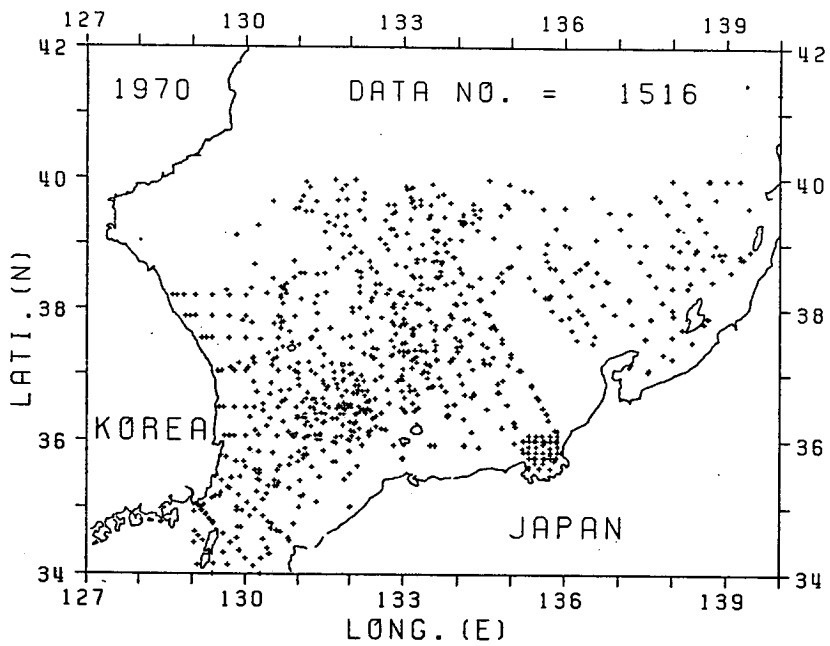 127 130 133 136 139
42 42
1970 DATA NO. = 1516
40 40
LATI. (N)
38 38
KOREA
36 36
JAPAN
34 34
127 130 133 136 139
LONG. (E)